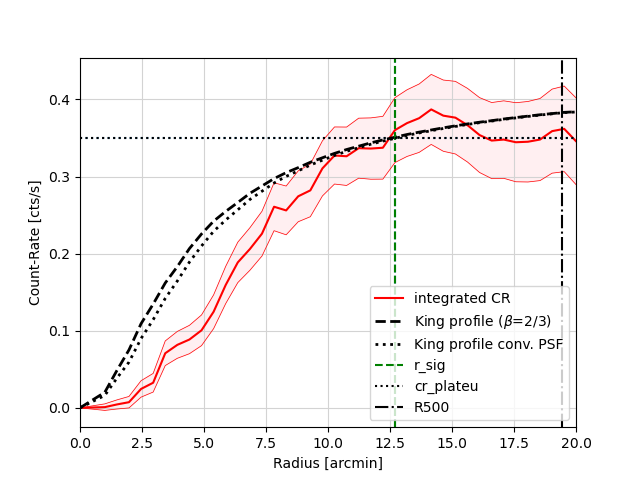 Count-Rate [cts/s]
0.4
0.3
0.2
0.1
0.0
integrated CR
King profile (β=2/3)
King profile conv. PSF
r_sig
cr_plateu
R500
0.0 2.5 5.0 7.5 10.0 12.5 15.0 17.5 20.0
Radius [arcmin]